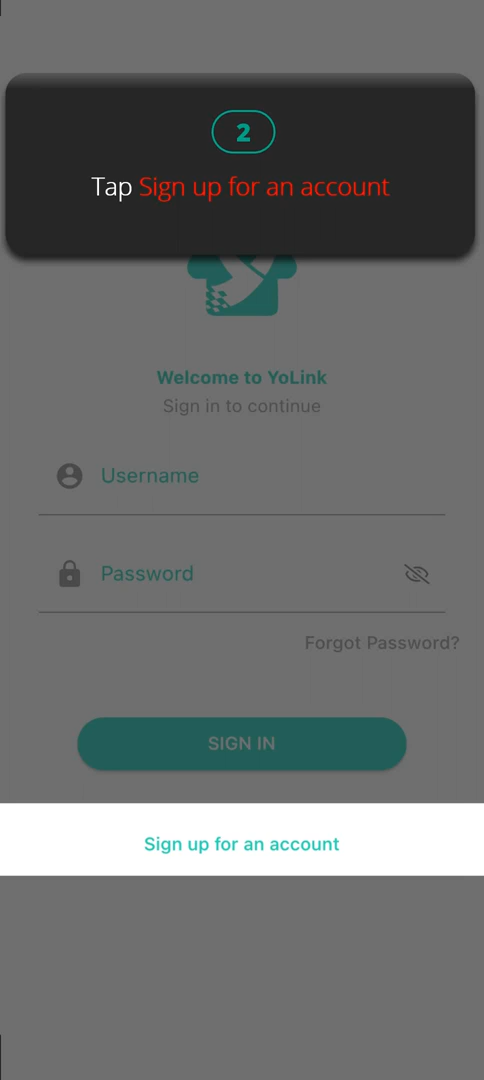 2
Tap Sign up for an account
Welcome to YoLink
Sign in to continue
Username
Password
Forgot Password?
SIGN IN
Sign up for an account